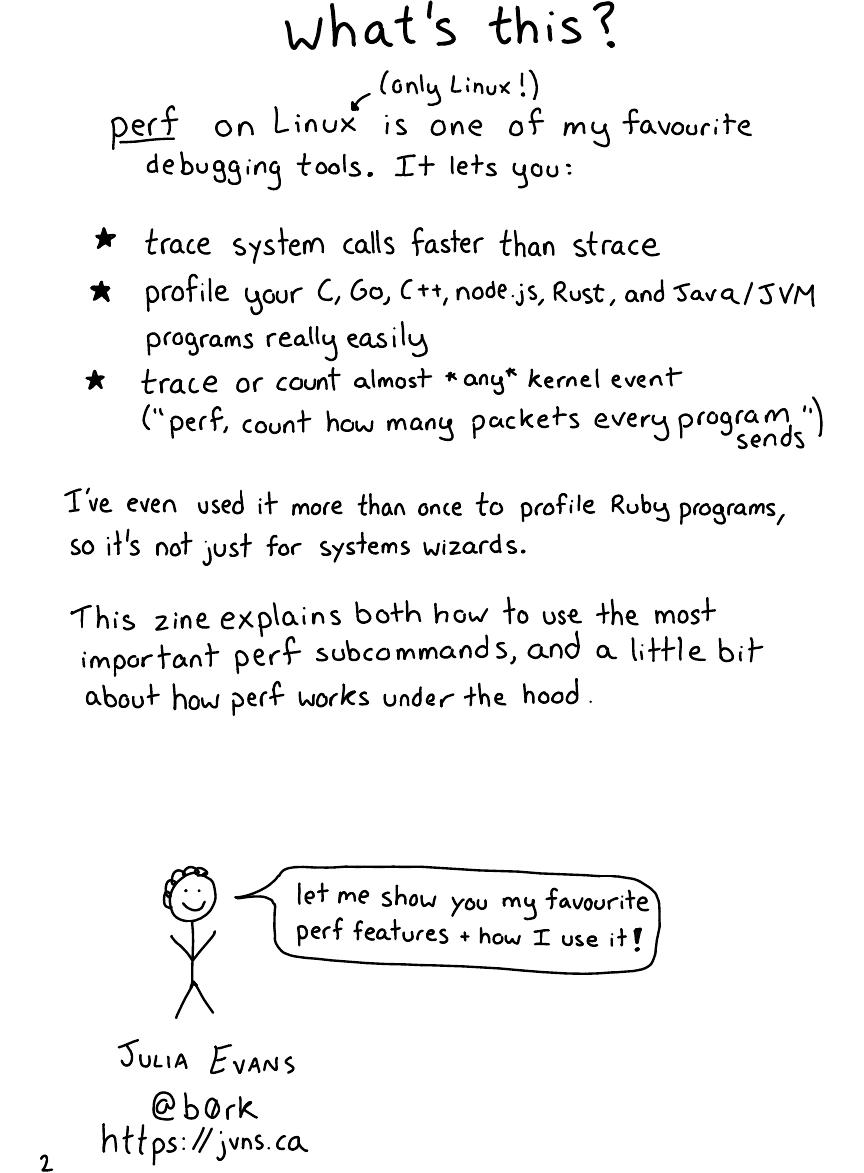 what's this?
(only Linux!)
perf on Linux is one of my favourite
debugging tools. It lets you:
★ trace system calls faster than strace
★ profile your C, Go, C++, node.js, Rust, and Java/JVM
programs really easily
★ trace or count almost *any* kernel event
("perf, count how many packets every program
sends")
I've even used it more than once to profile Ruby programs,
so it's not just for systems wizards.
This zine explains both how to use the most
important perf subcommands, and a little bit
about how perf works under the hood.
let me show you my favourite
perf features + how I use it!
JULIA EVANS
@b0rk
https://jvns.ca
2